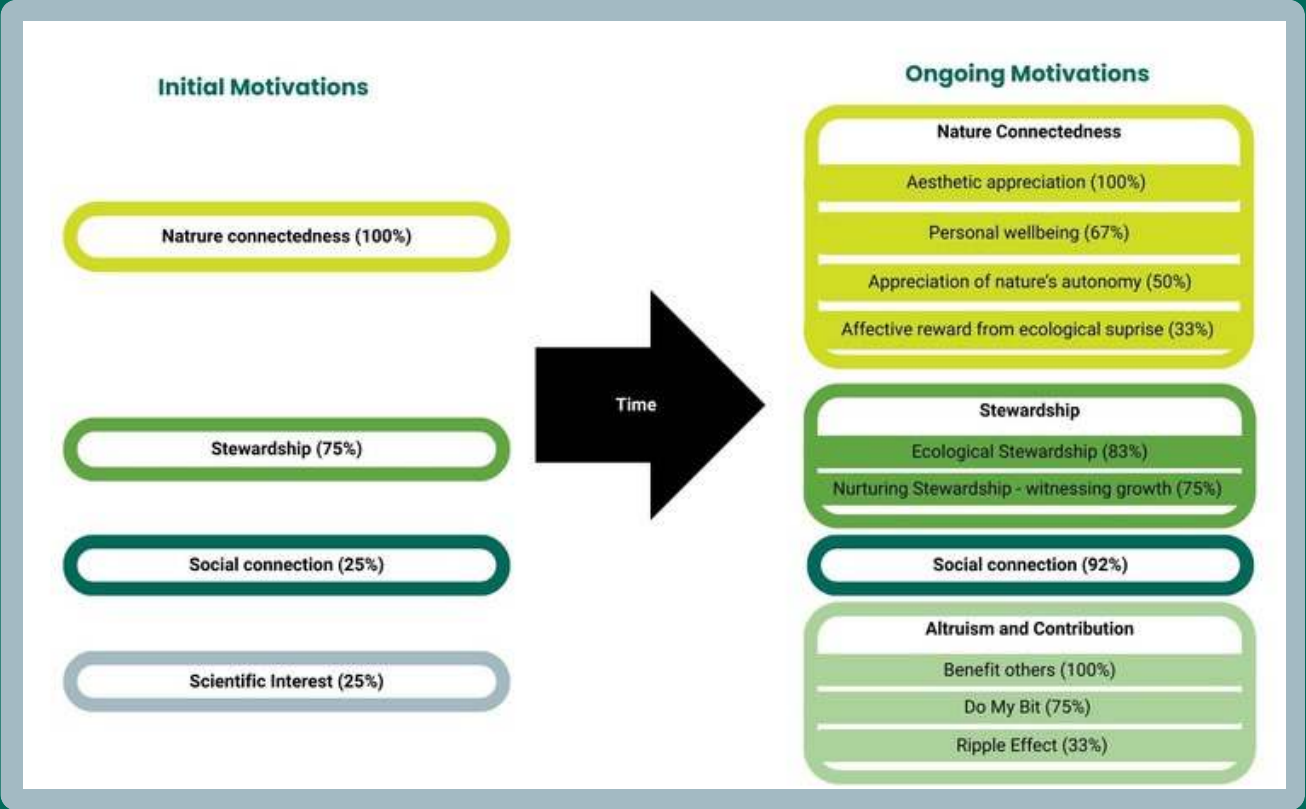 Initial Motivations
Natrure connectedness (100%)
Stewardship (75%)
Social connection (25%)
Scientific Interest (25%)
Time
Ongoing Motivations
Nature Connectedness
Aesthetic appreciation (100%)
Personal wellbeing (67%)
Appreciation of nature's autonomy (50%)
Affective reward from ecological suprise (33%)
Stewardship
Ecological Stewardship (83%)
Nurturing Stewardship - witnessing growth (75%)
Social connection (92%)
Altruism and Contribution
Benefit others (100%)
Do My Bit (75%)
Ripple Effect (33%)